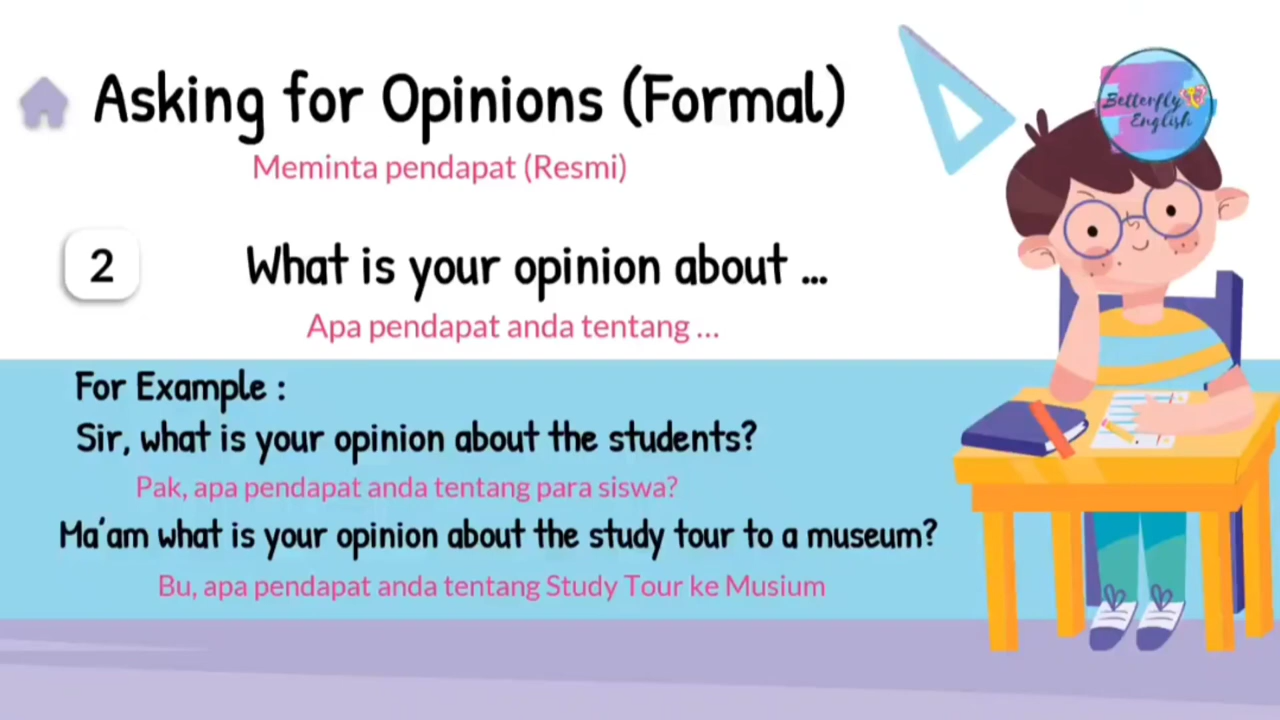 Asking for Opinions (Formal)
Meminta pendapat (Resmi)
2
What is your opinion about ...
Apa pendapat anda tentang ...
For Example :
Sir, what is your opinion about the students?
Pak, apa pendapat anda tentang para siswa?
Ma'am what is your opinion about the study tour to a museum?
Bu, apa pendapat anda tentang Study Tour ke Musium
Betterfly
English